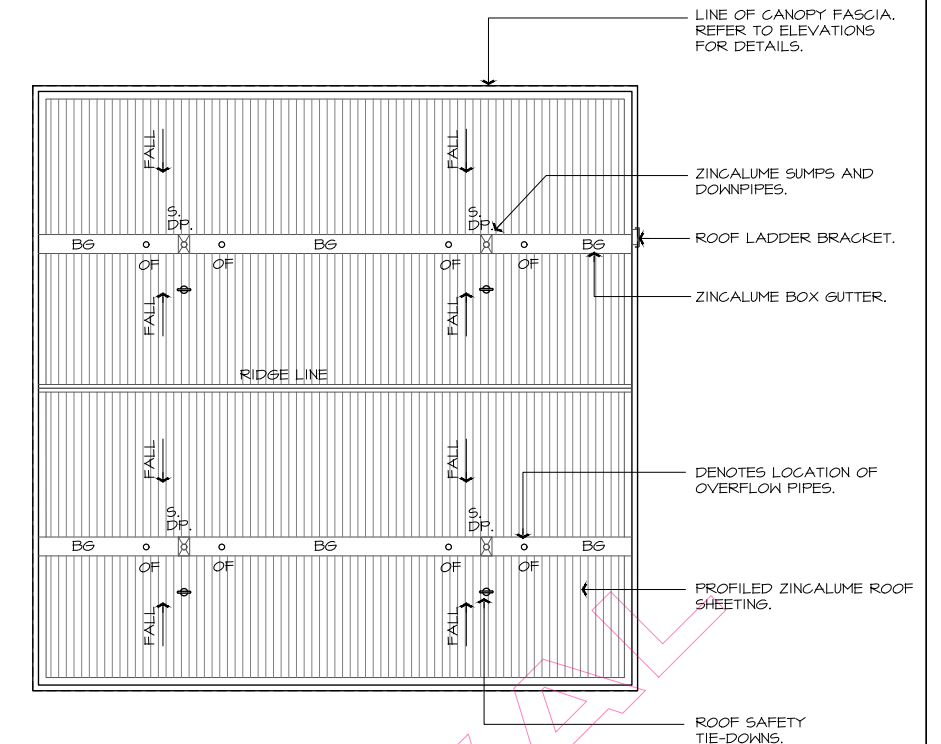 LINE OF CANOPY FASCIA.
REFER TO ELEVATIONS
FOR DETAILS.
FALL
FALL
ZINCALUME SUMPS AND
DOWNPIPES.
S.
DP.
S.
DP.
BG
BG
BG
ROOF LADDER BRACKET.
OF
OF
OF
OF
ZINCALUME BOX GUTTER.
FALL
FALL
RIDGE LINE
FALL
FALL
DENOTES LOCATION OF
OVERFLOW PIPES.
S.
DP.
S.
DP.
BG
BG
BG
OF
OF
OF
OF
PROFILED ZINCALUME ROOF
SHEETING.
FALL
FALL
ROOF SAFETY
TIE-DOWNS.